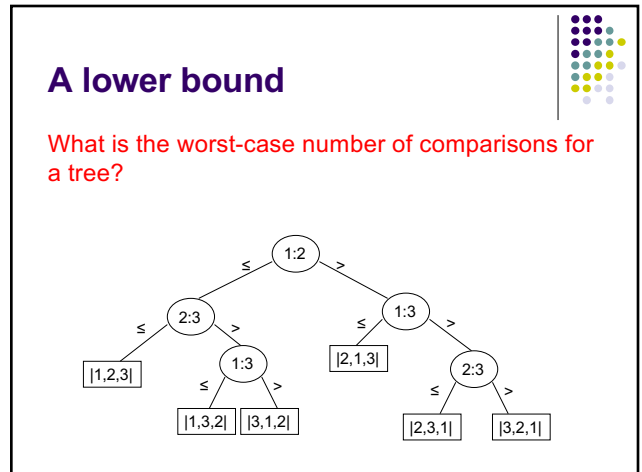 A lower bound
What is the worst-case number of comparisons for
a tree?
1:2
≤ >
2:3 1:3
≤ > ≤ >
|1,2,3| 1:3 |2,1,3| 2:3
≤ > ≤ >
|1,3,2| |3,1,2| |2,3,1| |3,2,1|